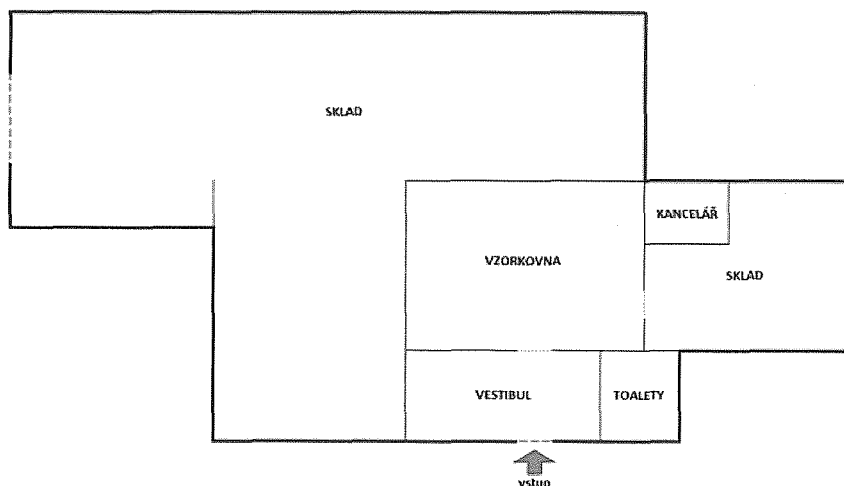 SKLAD
KANCELÁŘ
VZORKOVNA
SKLAD
VESTIBUL
TOALETY
vstup